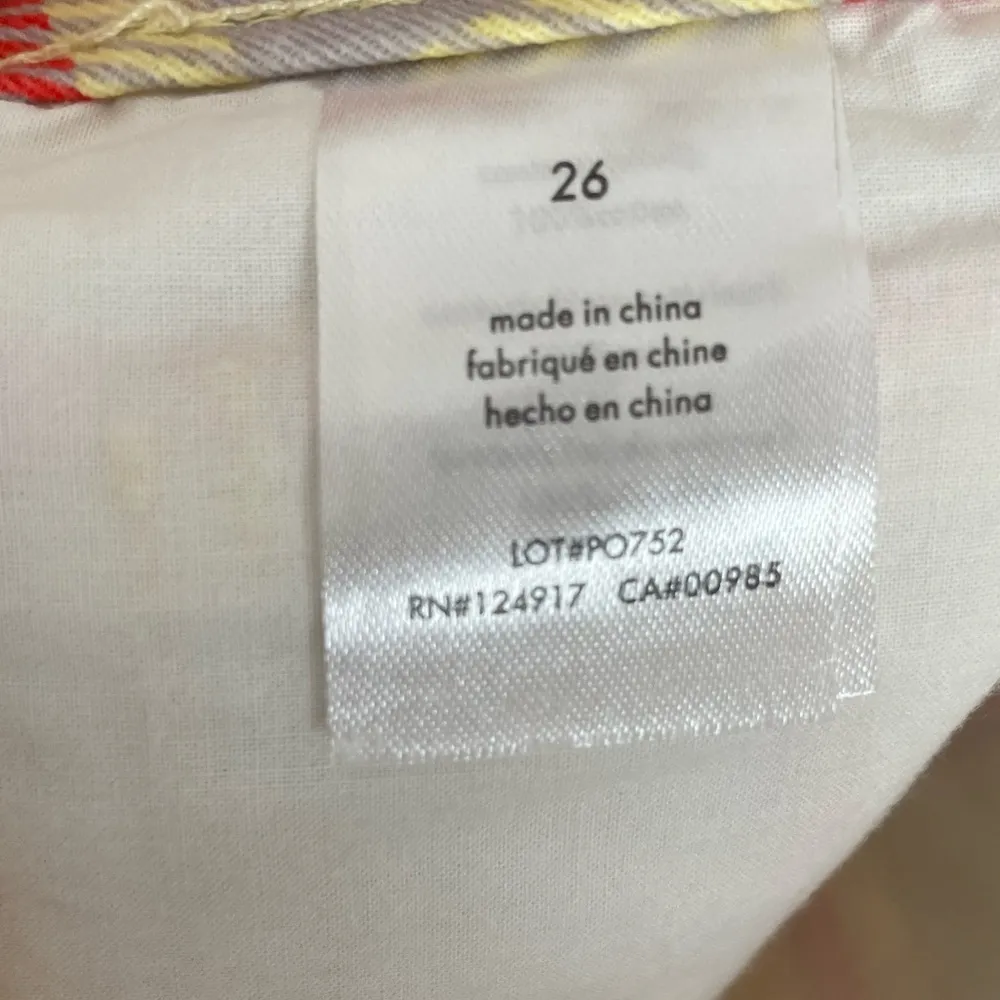 26
made in china
fabriqué en chine
hecho en china
LOT#PO752
RN#124917 CA#00985